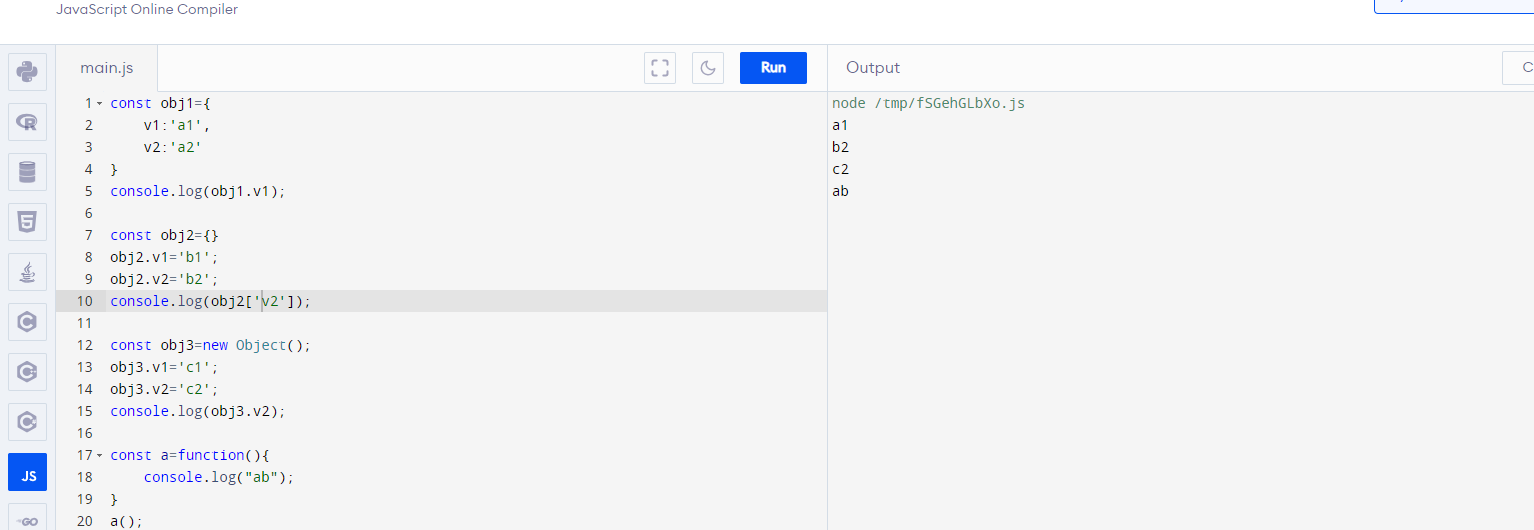 JavaScript Online Compiler
main.js
Run
Output
C
1 const obj1={
2     v1:'a1',
3     v2:'a2'
4 }
5 console.log(obj1.v1);
6
7 const obj2={}
8 obj2.v1='b1';
9 obj2.v2='b2';
10 console.log(obj2['v2']);
11
12 const obj3=new Object();
13 obj3.v1='c1';
14 obj3.v2='c2';
15 console.log(obj3.v2);
16
17 const a=function(){
18     console.log("ab");
19 }
20 a();
node /tmp/fSGehGLbXo.js
a1
b2
c2
ab
R
5
C
C
C
JS
GO